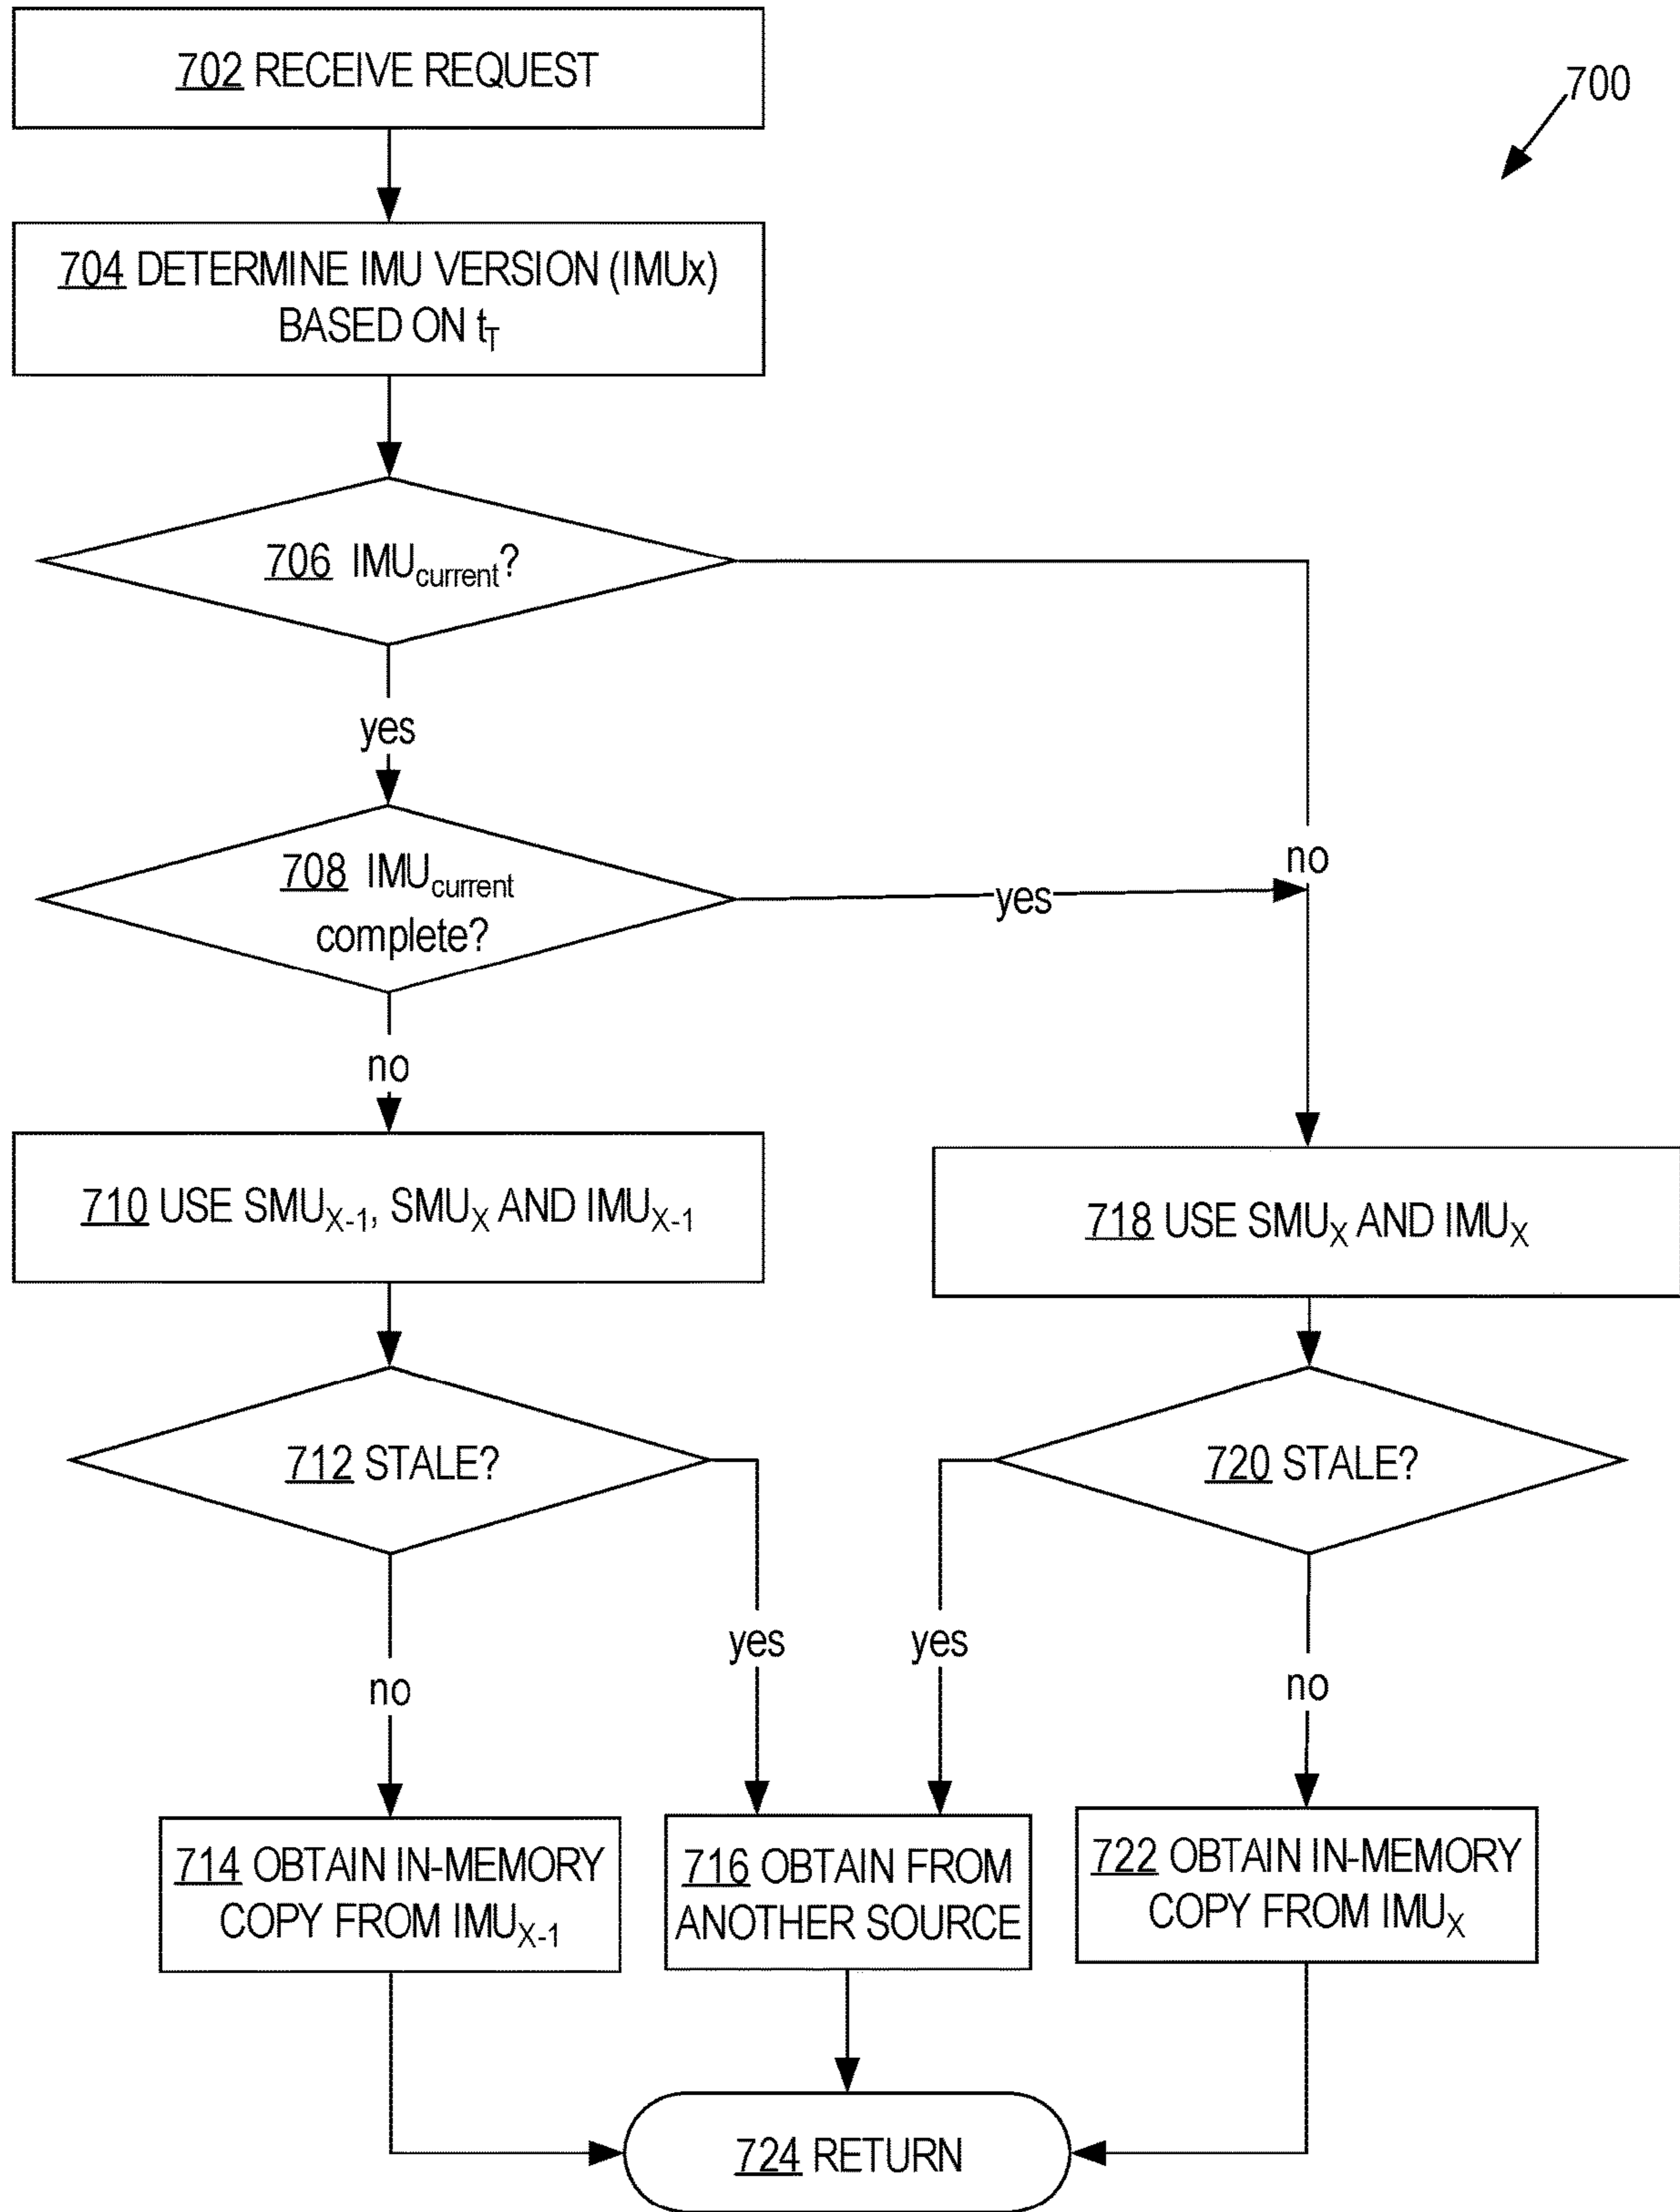 702 RECEIVE REQUEST
700
704 DETERMINE IMU VERSION (IMUx)
BASED ON tT
706 IMUcurrent?
yes
708 IMUcurrent
complete?
no
yes
no
710 USE SMUX-1, SMUX AND IMUX-1
718 USE SMUX AND IMUX
712 STALE?
720 STALE?
yes
yes
no
no
714 OBTAIN IN-MEMORY
COPY FROM IMUX-1
716 OBTAIN FROM
ANOTHER SOURCE
722 OBTAIN IN-MEMORY
COPY FROM IMUX
724 RETURN